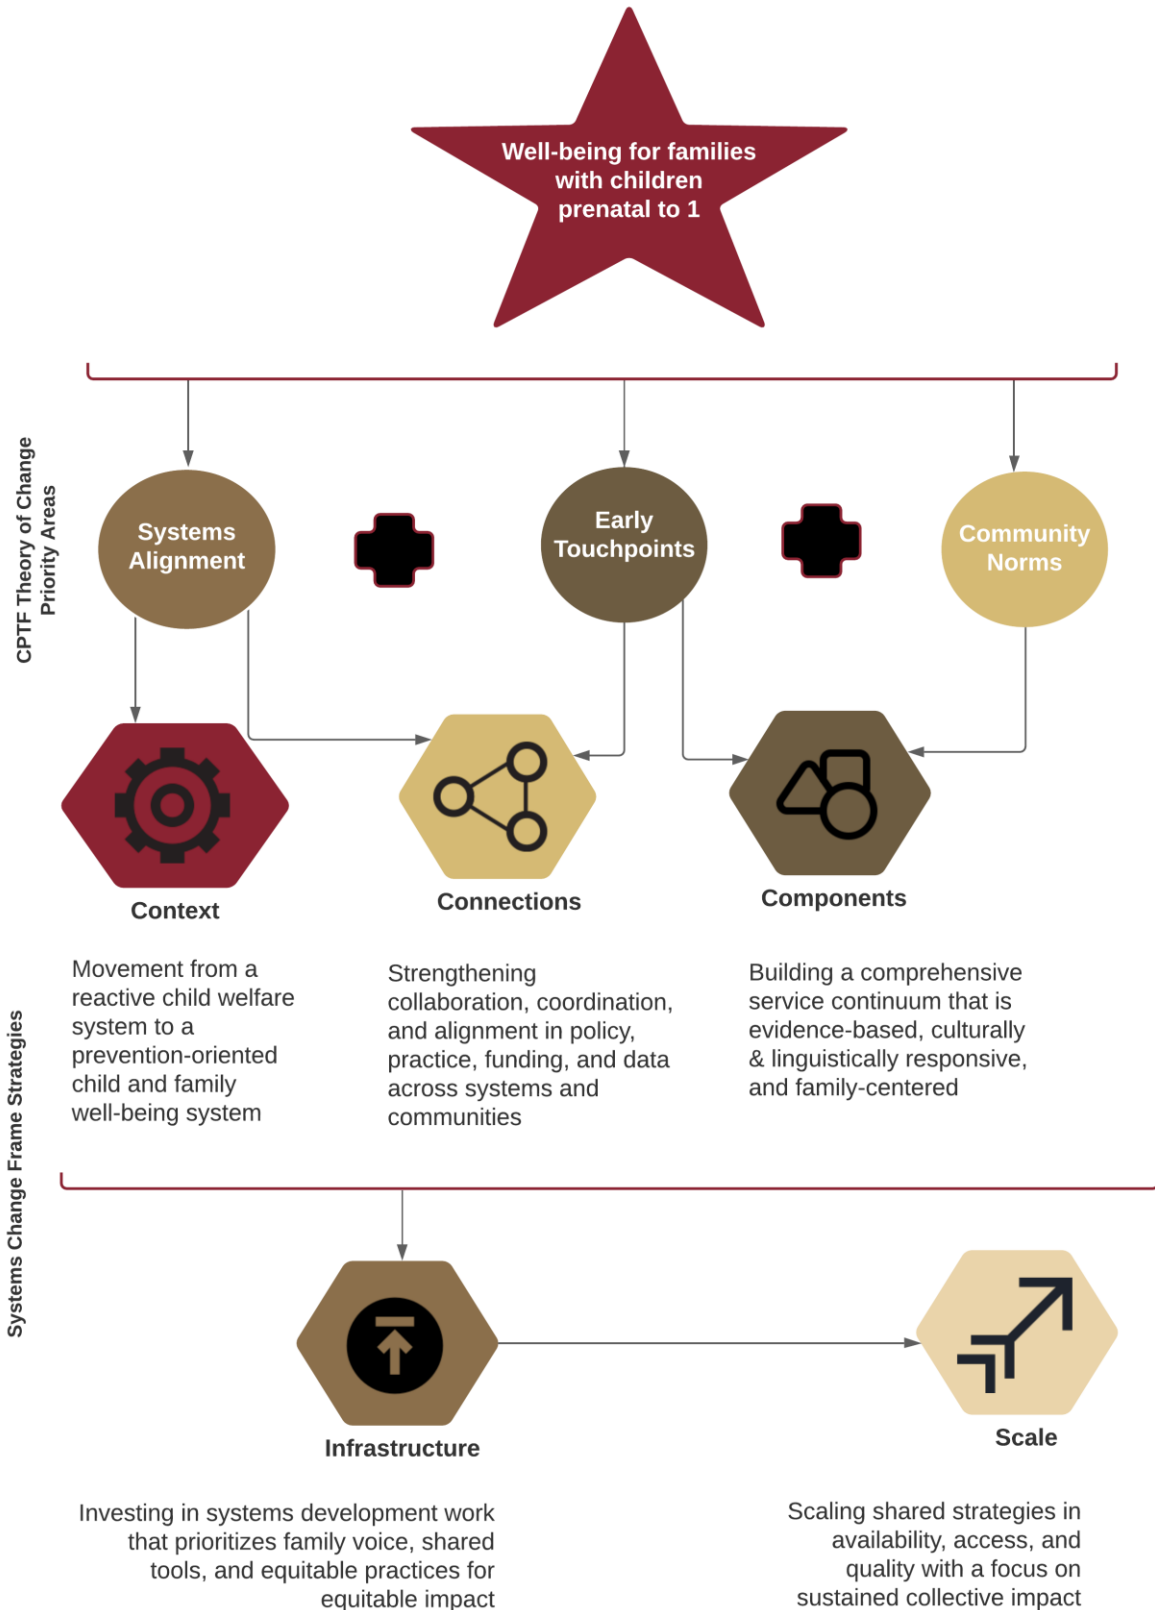 Well-being for families
with children
prenatal to 1
CPTF Theory of Change
Priority Areas
Systems
Alignment
Early
Touchpoints
Community
Norms
Systems Change Frame Strategies
Context
Movement from a
reactive child welfare
system to a
prevention-oriented
child and family
well-being system
Connections
Strengthening
collaboration, coordination,
and alignment in policy,
practice, funding, and data
across systems and
communities
Components
Building a comprehensive
service continuum that is
evidence-based, culturally
& linguistically responsive,
and family-centered
Infrastructure
Investing in systems development work
that prioritizes family voice, shared
tools, and equitable practices for
equitable impact
Scale
Scaling shared strategies in
availability, access, and
quality with a focus on
sustained collective impact